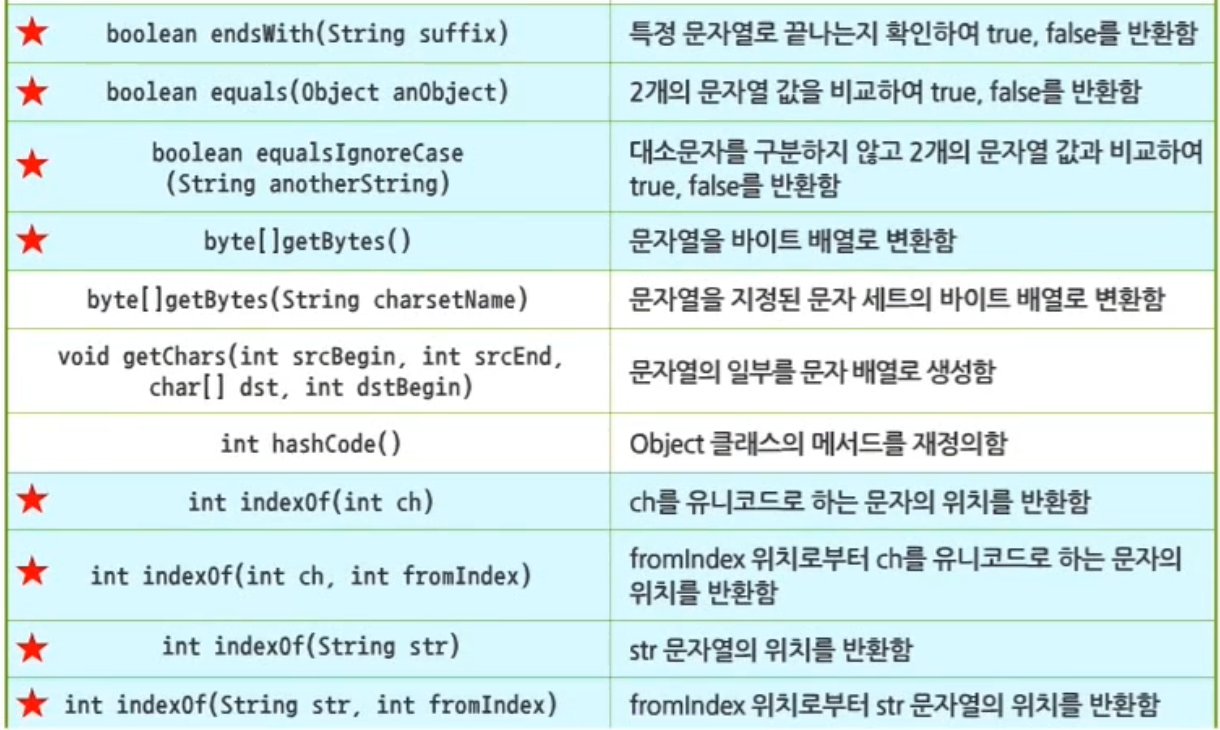 boolean endsWith(String suffix)
특정 문자열로 끝나는지 확인하여 true, false를 반환함
boolean equals(Object anObject)
2개의 문자열 값을 비교하여 true, false를 반환함
boolean equalsIgnoreCase
(String anotherString)
대소문자를 구분하지 않고 2개의 문자열 값과 비교하여
true, false를 반환함
byte[]getBytes()
문자열을 바이트 배열로 변환함
byte[]getBytes(String charsetName)
문자열을 지정된 문자 세트의 바이트 배열로 변환함
void getChars(int srcBegin, int srcEnd,
char[] dst, int dstBegin)
문자열의 일부를 문자 배열로 생성함
int hashCode()
Object 클래스의 메서드를 재정의함
int indexOf(int ch)
ch를 유니코드로 하는 문자의 위치를 반환함
int indexOf(int ch, int fromIndex)
fromIndex 위치로부터 ch를 유니코드로 하는 문자의
위치를 반환함
int indexOf(String str)
str 문자열의 위치를 반환함
int indexOf(String str, int fromIndex)
fromIndex 위치로부터 str 문자열의 위치를 반환함